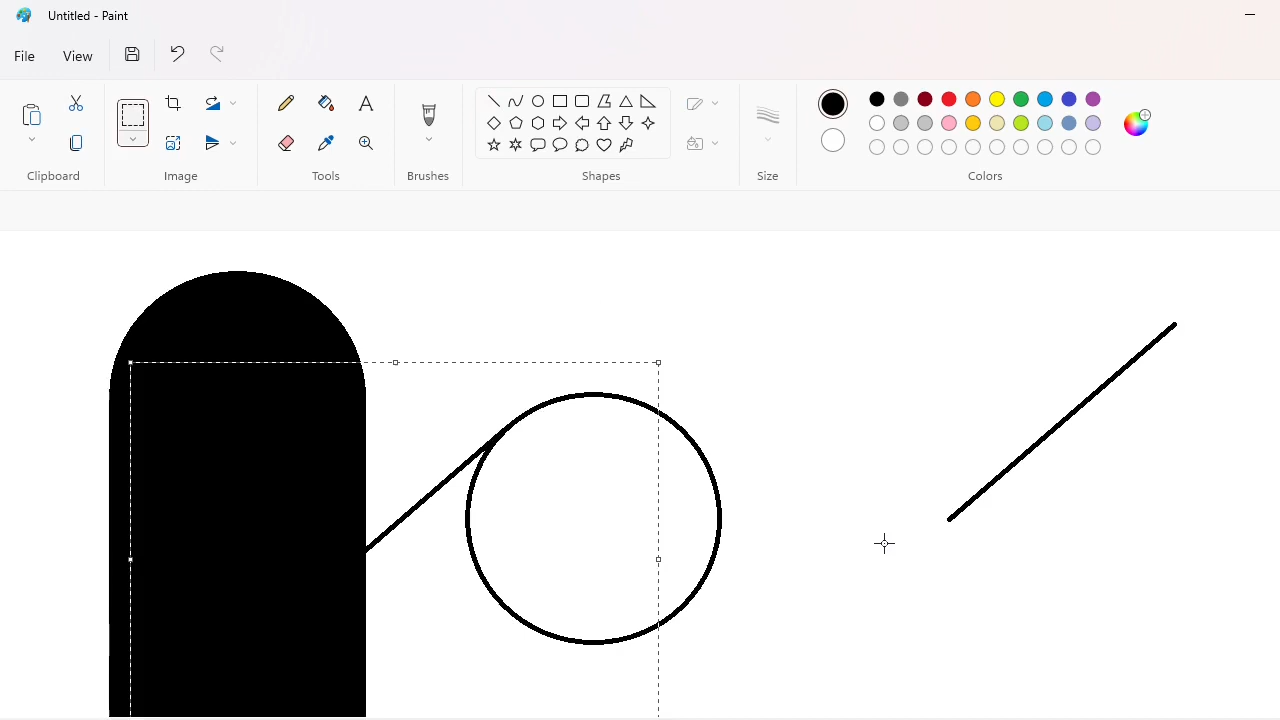 Untitled - Paint
File View
Clipboard Image Tools Brushes Shapes Size Colors